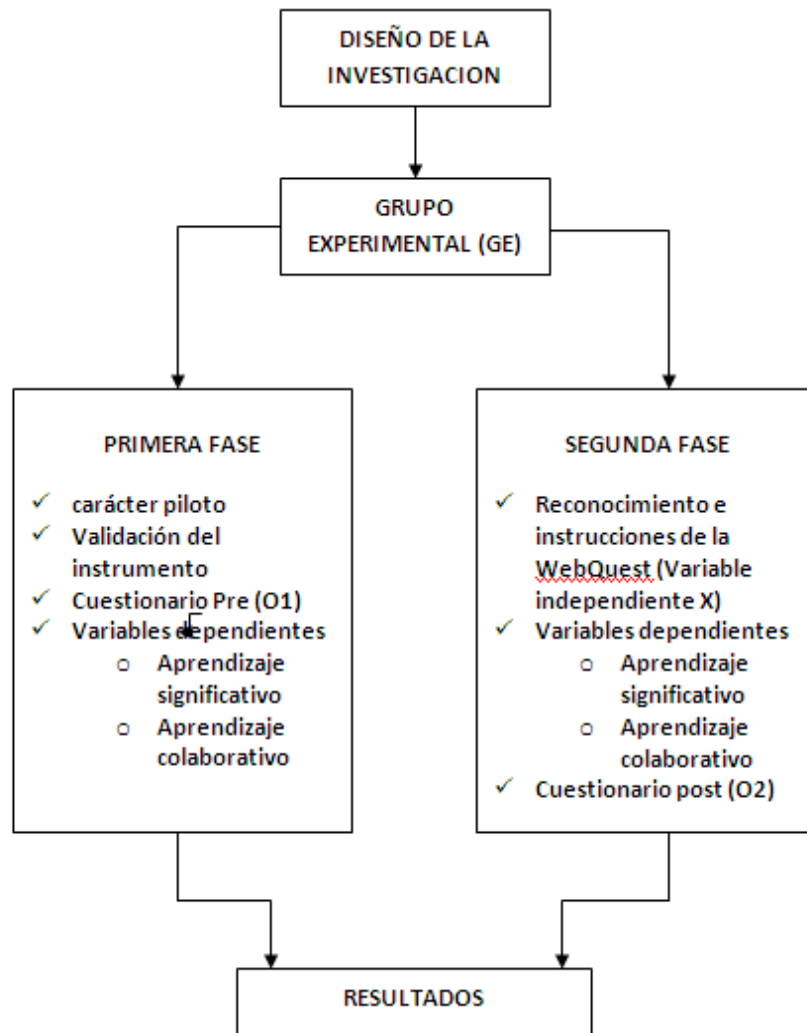 DISEÑO DE LA
INVESTIGACION
GRUPO
EXPERIMENTAL (GE)
PRIMERA FASE
✓ carácter piloto
✓ Validación del
instrumento
✓ Cuestionario Pre (O1)
✓ Variables dependientes
o Aprendizaje
significativo
o Aprendizaje
colaborativo
SEGUNDA FASE
✓ Reconocimiento e
instrucciones de la
WebQuest (Variable
independiente X)
✓ Variables dependientes
o Aprendizaje
significativo
o Aprendizaje
colaborativo
✓ Cuestionario post (O2)
RESULTADOS